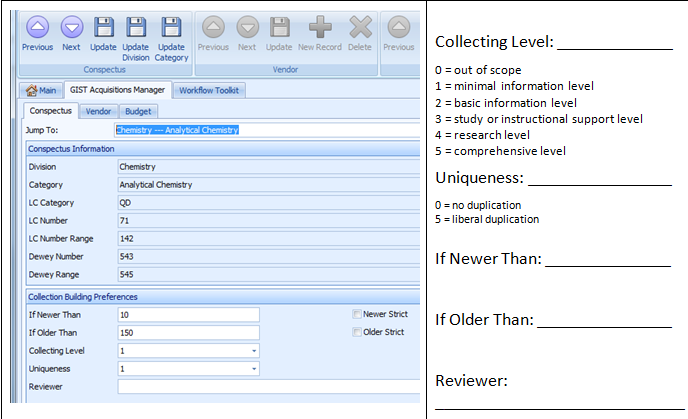 Previous Next Update Update Division Update Category Previous Next Update New Record Delete Previous
Conspectus Vendor
Main GIST Acquisitions Manager Workflow Toolkit
Conspectus Vendor Budget
Jump To: Chemistry --- Analytical Chemistry
Conspectus Information
Division Chemistry
Category Analytical Chemistry
LC Category QD
LC Number 71
LC Number Range 142
Dewey Number 543
Dewey Range 545
Collection Building Preferences
If Newer Than 10 Newer Strict
If Older Than 150 Older Strict
Collecting Level 1
Uniqueness 1
Reviewer
Collecting Level: _______________
0 = out of scope
1 = minimal information level
2 = basic information level
3 = study or instructional support level
4 = research level
5 = comprehensive level
Uniqueness: ___________________
0 = no duplication
5 = liberal duplication
If Newer Than: ________________
If Older Than: _________________
Reviewer:
________________________________